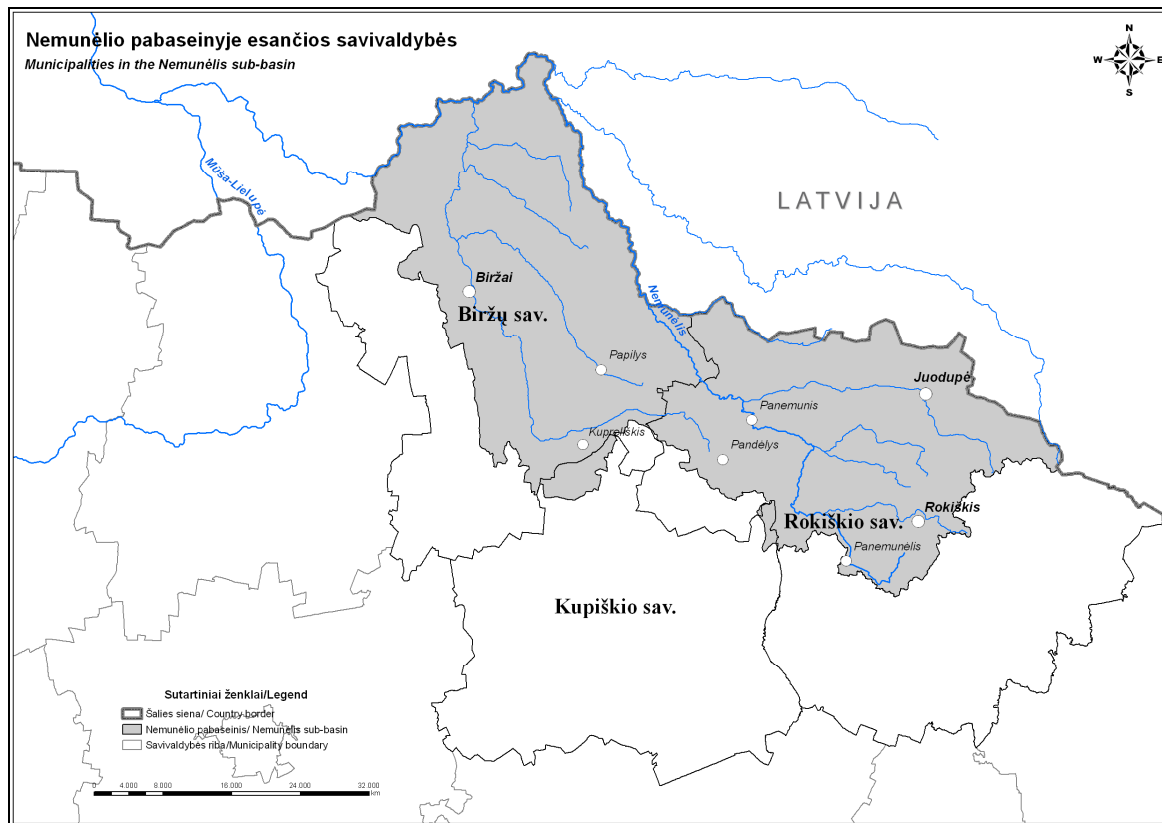 Nemunėlio pabaseinyje esančios savivaldybės
Municipalities in the Nemunėlis sub-basin
N
W E
S
Mūša-Lielupė
LATVIJA
Biržai
Nemunėlis
Biržų sav.
Papilys
Juodupė
Panemunis
Kupreliškis
Pandėlys
Rokiškis
Rokiškio sav.
Panemunėlis
Kupiškio sav.
Sutartiniai ženklai/Legend
Šalies siena/ Country border
Nemunėlio pabaseinis/ Nemunėlis sub-basin
Savivaldybės riba/Municipality boundary
0 4.000 8.000 16.000 24.000 32.000
km